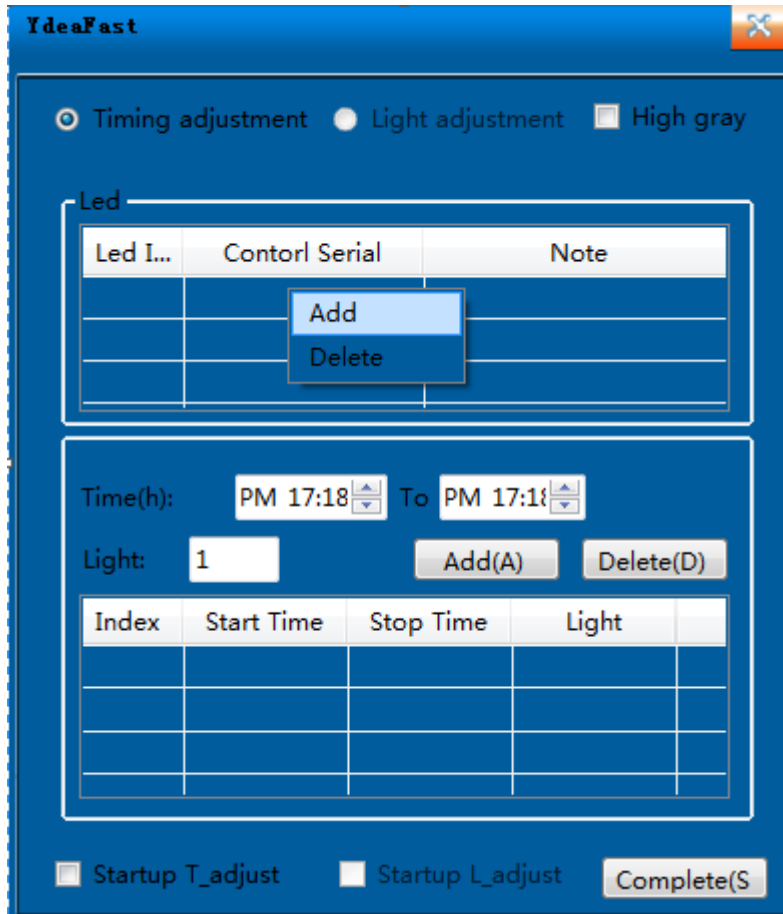 YdeaFast
Timing adjustment Light adjustment High gray
Led
Led I... Contorl Serial Note
Add
Delete
Time(h): PM 17:18 To PM 17:18
Light: 1 Add(A) Delete(D)
Index Start Time Stop Time Light
Startup T_adjust Startup L_adjust Complete(S